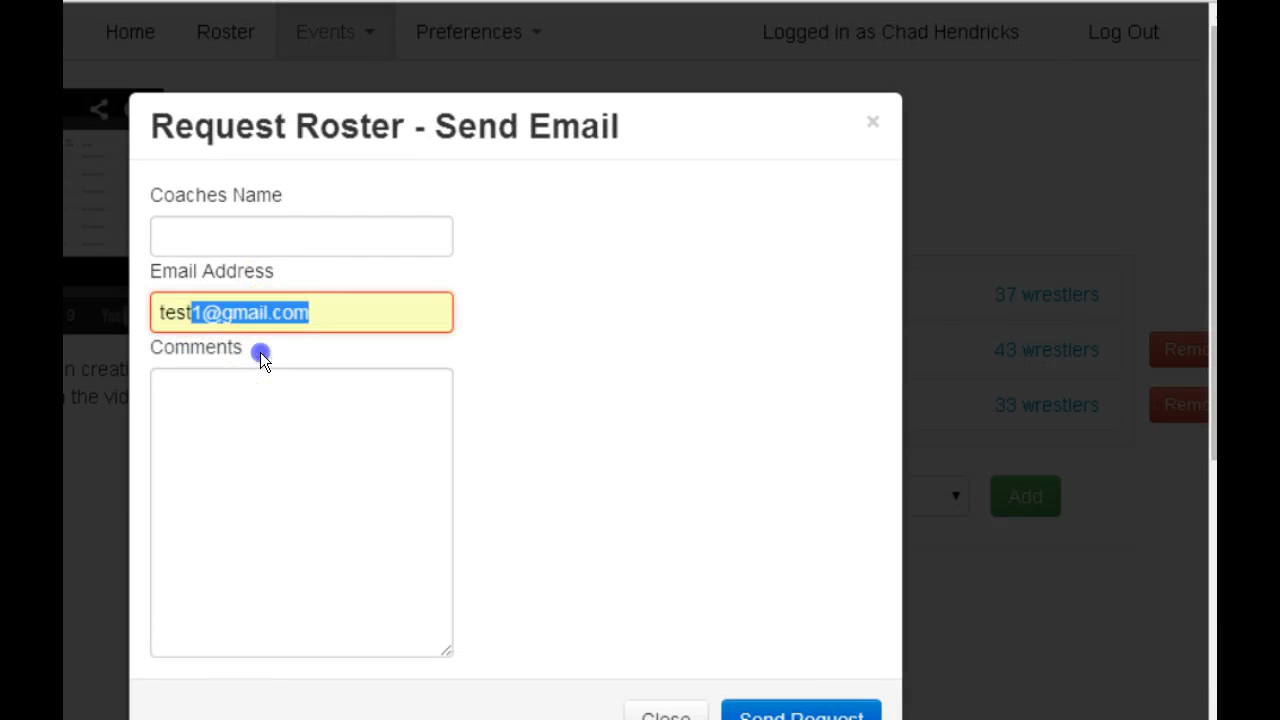 Home Roster Events Preferences Logged in as Chad Hendricks Log Out
Request Roster - Send Email ×
Coaches Name
Email Address
test1@gmail.com
Comments
37 wrestlers
43 wrestlers
33 wrestlers
Add
Close Send Request